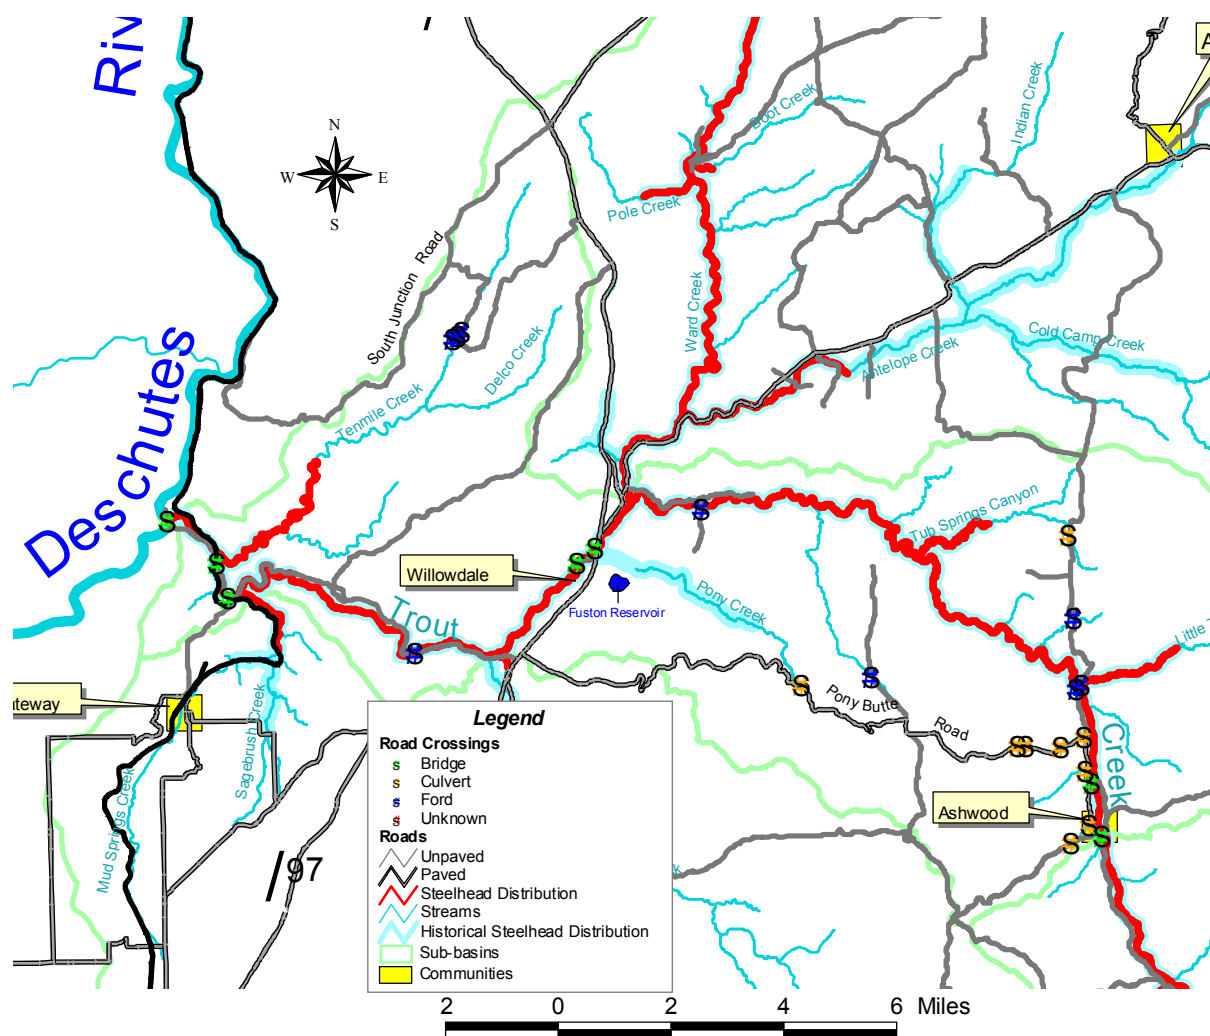 Riv
Deschutes
N
W
E
S
South Junction Road
Tenmile Creek
Delco Creek
Pole Creek
Boot Creek
Indian Creek
A
Ward Creek
Antelope Creek
Cold Camp Creek
Tub Springs Canyon
Willowdale
Fuston Reservoir
Pony Creek
Trout
Creek
Little T
Pony Butte
Road
Ashwood
teway
Sagebrush Creek
Mud Springs Creek
97
Legend
Road Crossings
S Bridge
S Culvert
S Ford
S Unknown
Roads
Unpaved
Paved
Steelhead Distribution
Streams
Historical Steelhead Distribution
Sub-basins
Communities
2 0 2 4 6 Miles